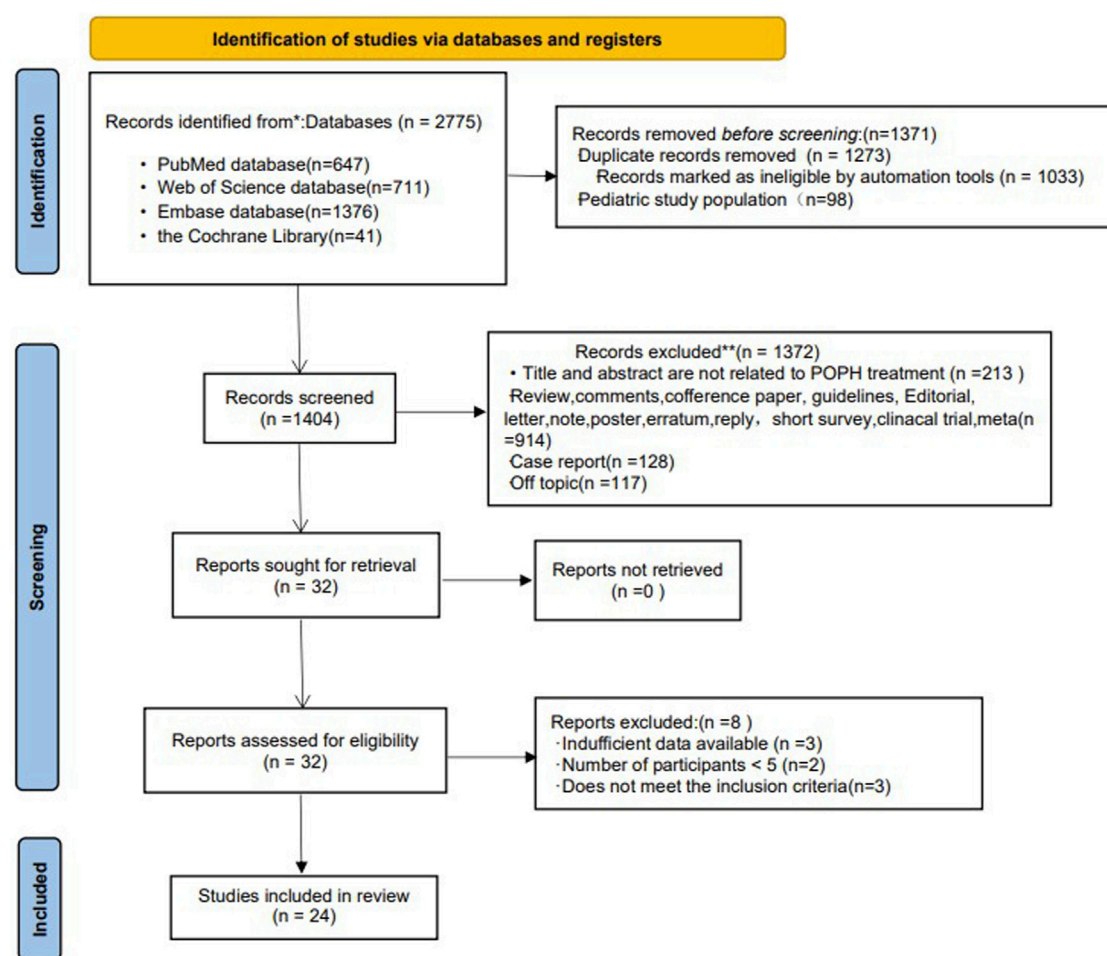 Identification of studies via databases and registers
Identification
Records identified from*:Databases (n = 2775)
• PubMed database(n=647)
• Web of Science database(n=711)
• Embase database(n=1376)
• the Cochrane Library(n=41)
Records removed before screening:(n=1371)
·Duplicate records removed (n = 1273)
Records marked as ineligible by automation tools (n = 1033)
·Pediatric study population（n=98)
Screening
Records screened
(n =1404)
Records excluded**(n = 1372)
• Title and abstract are not related to POPH treatment (n =213 )
·Review,comments,cofference paper, guidelines, Editorial,
letter,note,poster,erratum,reply， short survey,clinacal trial,meta(n
=914)
·Case report(n =128)
·Off topic(n =117)
Reports sought for retrieval
(n = 32)
Reports not retrieved
(n =0 )
Reports assessed for eligibility
(n = 32)
Reports excluded:(n =8 )
·Indufficient data available (n =3)
·Number of participants < 5 (n=2)
·Does not meet the inclusion criteria(n=3)
Included
Studies included in review
(n = 24)